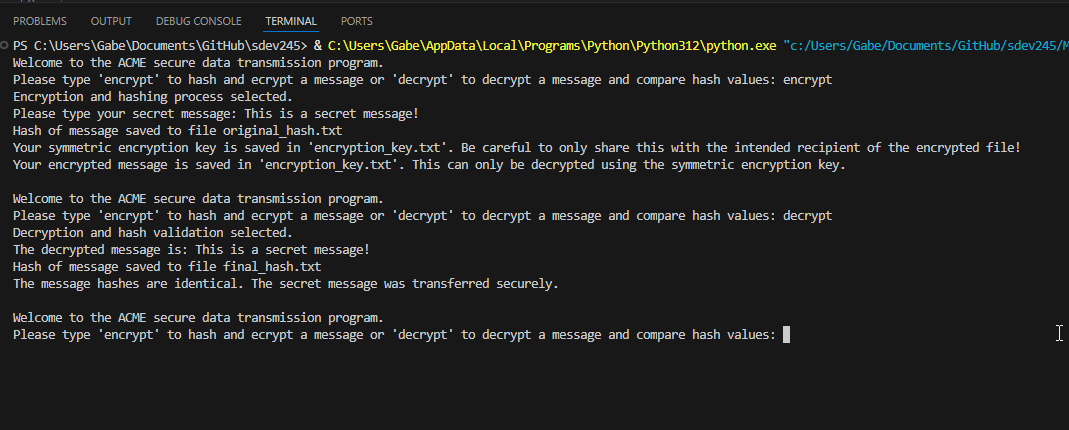 PROBLEMS OUTPUT DEBUG CONSOLE TERMINAL PORTS
PS C:\Users\Gabe\Documents\GitHub\sdev245> & C:\Users\Gabe\AppData\Local\Programs\Python\Python312\python.exe "c:/Users/Gabe/Documents/GitHub/sdev245/M
Welcome to the ACME secure data transmission program.
Please type 'encrypt' to hash and ecrypt a message or 'decrypt' to decrypt a message and compare hash values: encrypt
Encryption and hashing process selected.
Please type your secret message: This is a secret message!
Hash of message saved to file original_hash.txt
Your symmetric encryption key is saved in 'encryption_key.txt'. Be careful to only share this with the intended recipient of the encrypted file!
Your encrypted message is saved in 'encryption_key.txt'. This can only be decrypted using the symmetric encryption key.
Welcome to the ACME secure data transmission program.
Please type 'encrypt' to hash and ecrypt a message or 'decrypt' to decrypt a message and compare hash values: decrypt
Decryption and hash validation selected.
The decrypted message is: This is a secret message!
Hash of message saved to file final_hash.txt
The message hashes are identical. The secret message was transferred securely.
Welcome to the ACME secure data transmission program.
Please type 'encrypt' to hash and ecrypt a message or 'decrypt' to decrypt a message and compare hash values: